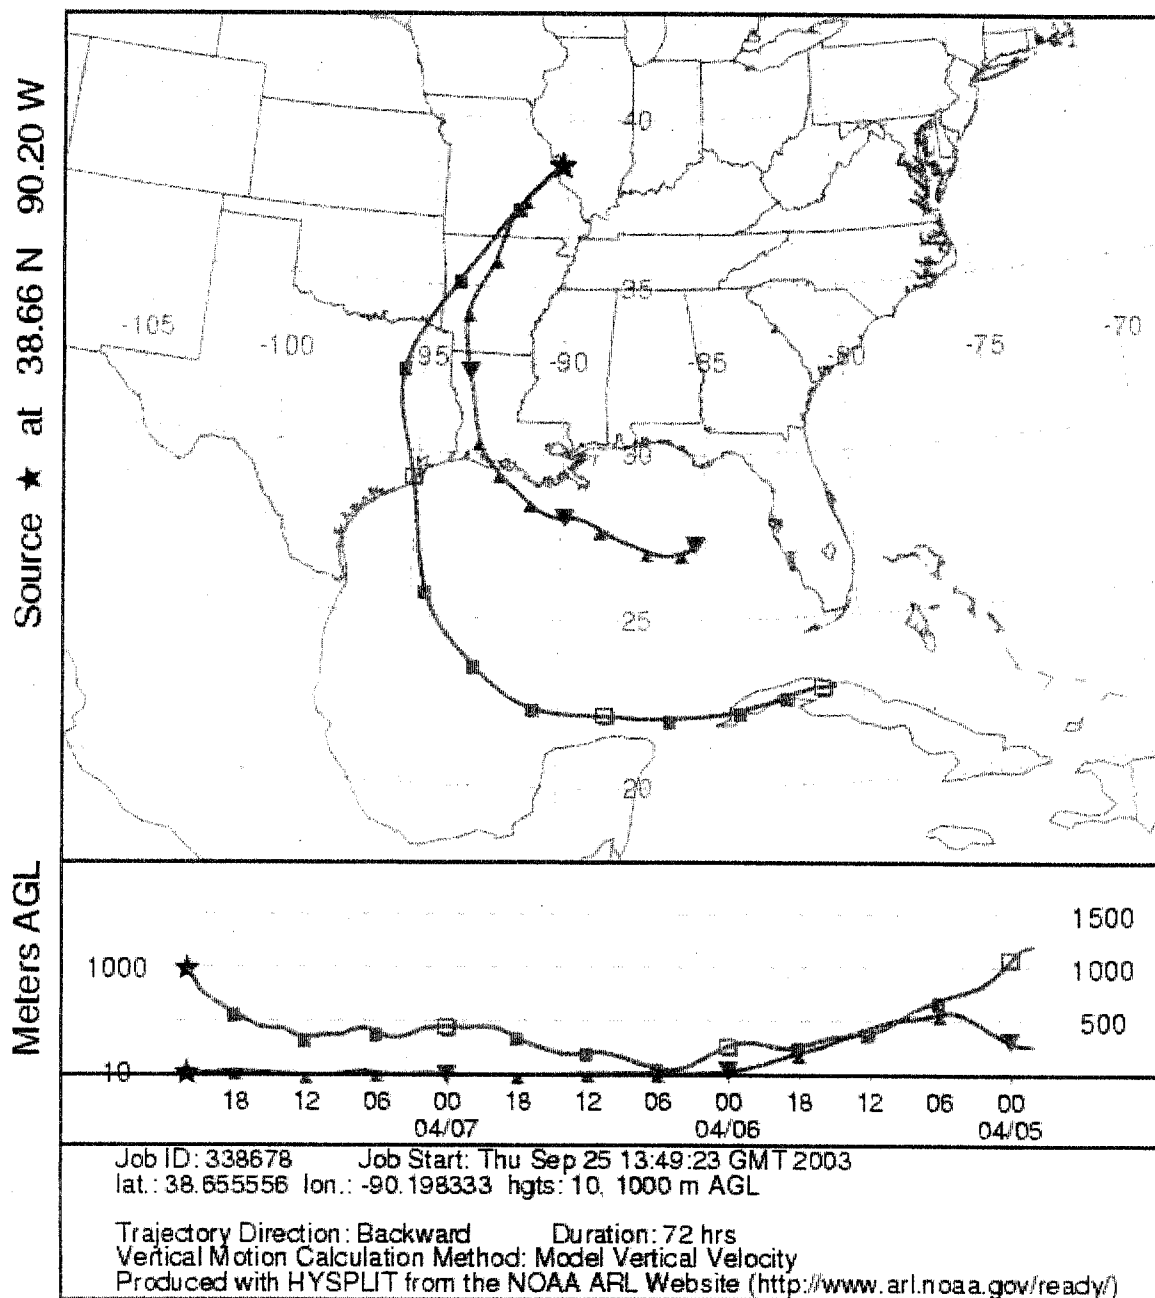 Source ★ at 38.66 N 90.20 W
40
35
-105
-100
-95
-90
-85
-80
-75
-70
30
25
20
Meters AGL
1500
1000
1000
500
10
18 12 06 00 18 12 06 00 18 12 06 00
04/07 04/06 04/05
Job ID: 338678 Job Start: Thu Sep 25 13:49:23 GMT 2003
lat.: 38.655556 lon.: -90.198333 hgts: 10, 1000 m AGL
Trajectory Direction: Backward Duration: 72 hrs
Vertical Motion Calculation Method: Model Vertical Velocity
Produced with HYSPLIT from the NOAA ARL Website (http://www.arl.noaa.gov/ready/)